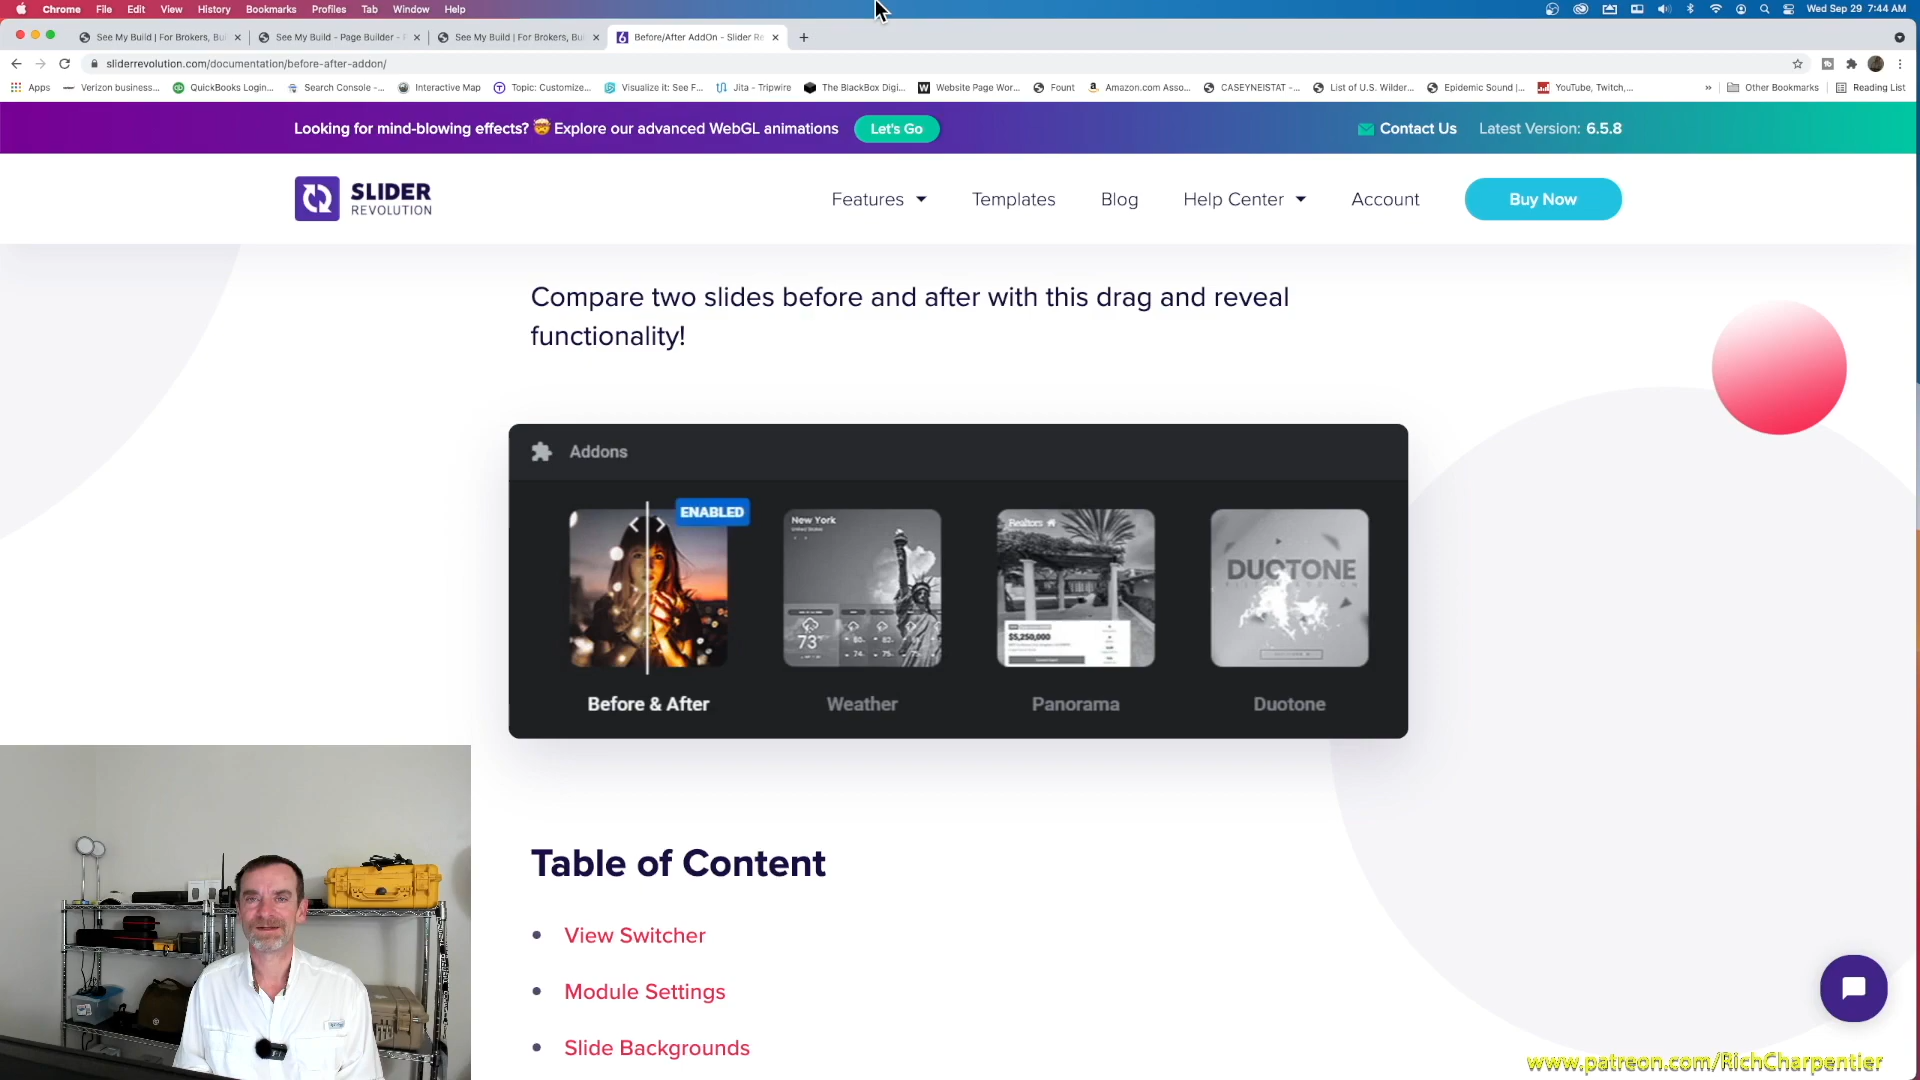 Chrome File Edit View History Bookmarks Profiles Tab Window Help
Wed Sep 29 7:44 AM
See My Build | For Brokers, Bui
See My Build - Page Builder - P
See My Build | For Brokers, Bui
Before/After AddOn - Slider Re
sliderrevolution.com/documentation/before-after-addon/
Apps
Verizon business...
QuickBooks Login...
Search Console -...
Interactive Map
Topic: Customize...
Visualize it: See F...
Jita - Tripwire
The BlackBox Digi...
Website Page Wor...
Fount
Amazon.com Asso...
CASEYNEISTAT -...
List of U.S. Wilder...
Epidemic Sound |...
YouTube, Twitch,...
»
Other Bookmarks
Reading List
Looking for mind-blowing effects? 🤯 Explore our advanced WebGL animations
Let's Go
Contact Us
Latest Version: 6.5.8
SLIDER
REVOLUTION
Features
Templates
Blog
Help Center
Account
Buy Now
Compare two slides before and after with this drag and reveal
functionality!
Addons
ENABLED
New York
Realtors
DUOTONE
73°
$5,250,000
Before & After
Weather
Panorama
Duotone
Table of Content
• View Switcher
• Module Settings
• Slide Backgrounds
www.patreon.com/RichCharpentier